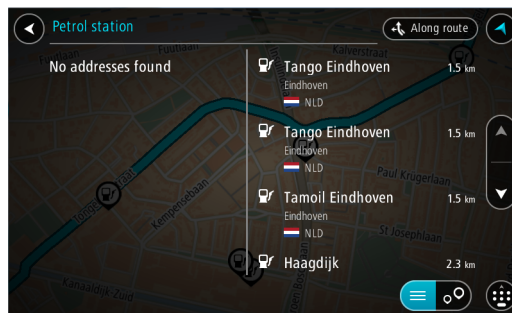 Petrol station
Along route
No addresses found
Tango Eindhoven
1.5 km
Eindhoven
NLD
Tango Eindhoven
1.5 km
Eindhoven
NLD
Tamoil Eindhoven
1.5 km
Eindhoven
NLD
Haagdijk
2.3 km
Fuutlaan
Kalverstraat
Paul Krugerlaan
Kempensebaan
St Josephlaan
Kanaaldijk-Zuid